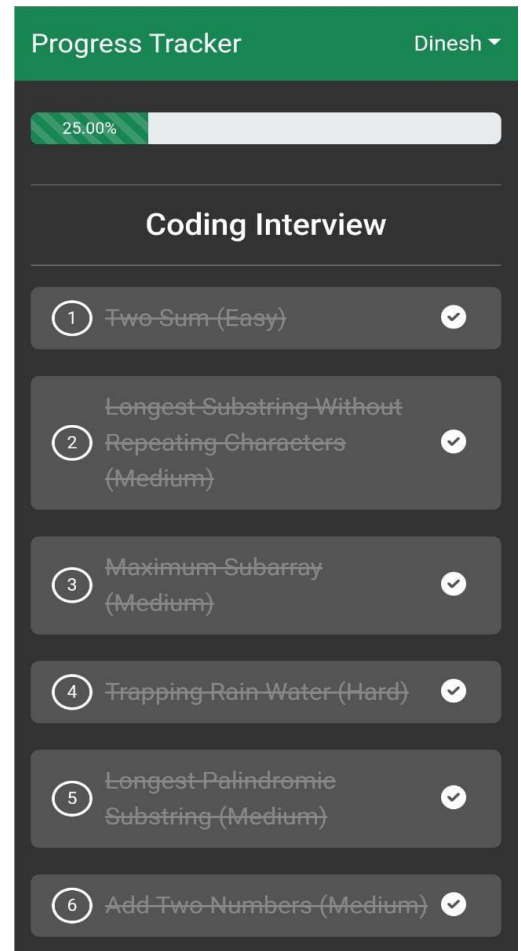 Progress Tracker Dinesh
25.00%
Coding Interview
1 Two Sum (Easy)
Longest Substring Without
2 Repeating Characters
(Medium)
Maximum Subarray
3
(Medium)
4 Trapping Rain Water (Hard)
Longest Palindromic
5
Substring (Medium)
6 Add Two Numbers (Medium)